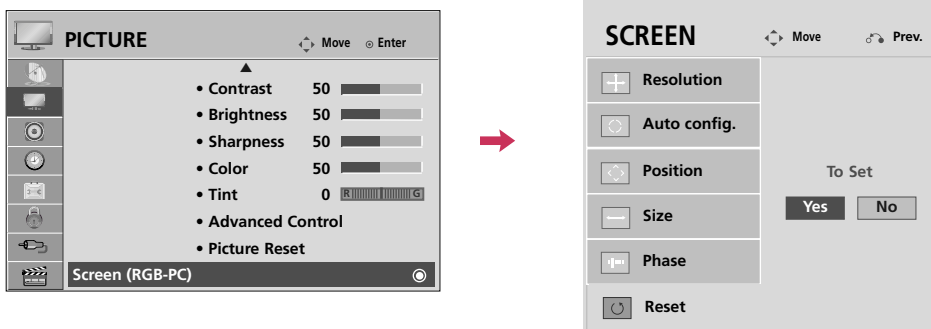 PICTURE
Move Enter
• Contrast 50
• Brightness 50
• Sharpness 50
• Color 50
• Tint 0 R G
• Advanced Control
• Picture Reset
Screen (RGB-PC)
SCREEN
Move Prev.
Resolution
Auto config.
Position
Size
Phase
Reset
To Set
Yes No